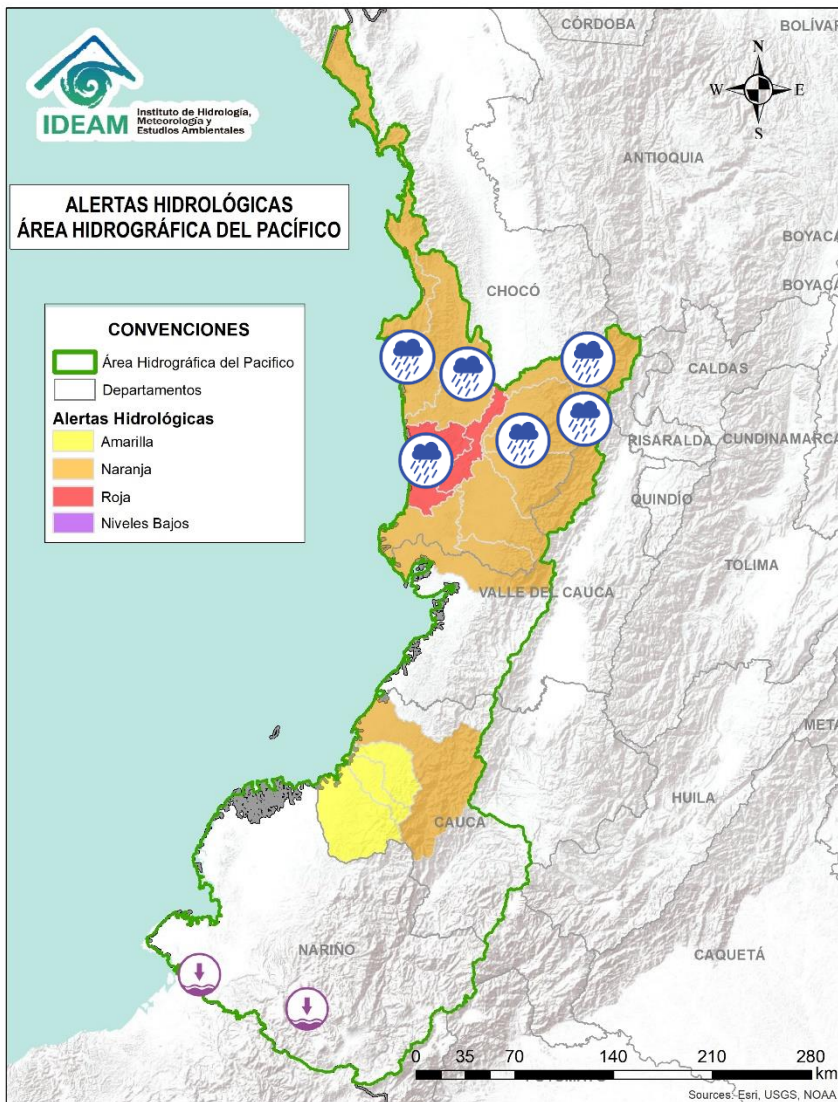 CÓRDOBA
BOLÍVAR
IDEAM
Instituto de Hidrología,
Meteorología y
Estudios Ambientales
N
W
E
S
ANTIOQUIA
ALERTAS HIDROLÓGICAS
ÁREA HIDROGRÁFICA DEL PACÍFICO
BOYACÁ
BOYACÁ
CHOCÓ
CONVENCIONES
Área Hidrográfica del Pacifico
Departamentos
Alertas Hidrológicas
Amarilla
Naranja
Roja
Niveles Bajos
CALDAS
RISARALDA
CUNDINAMARCA
QUINDÍO
TOLIMA
VALLE DEL CAUCA
META
HUILA
CAUCA
NARIÑO
CAQUETÁ
0 35 70 140 210 280
km
Sources: Esri, USGS, NOAA